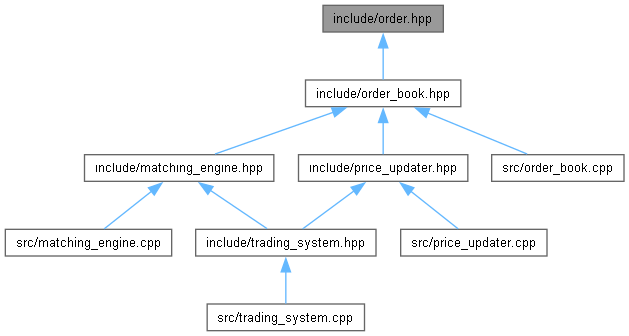 include/order.hpp
include/order_book.hpp
include/matching_engine.hpp
include/price_updater.hpp
src/order_book.cpp
src/matching_engine.cpp
include/trading_system.hpp
src/price_updater.cpp
src/trading_system.cpp